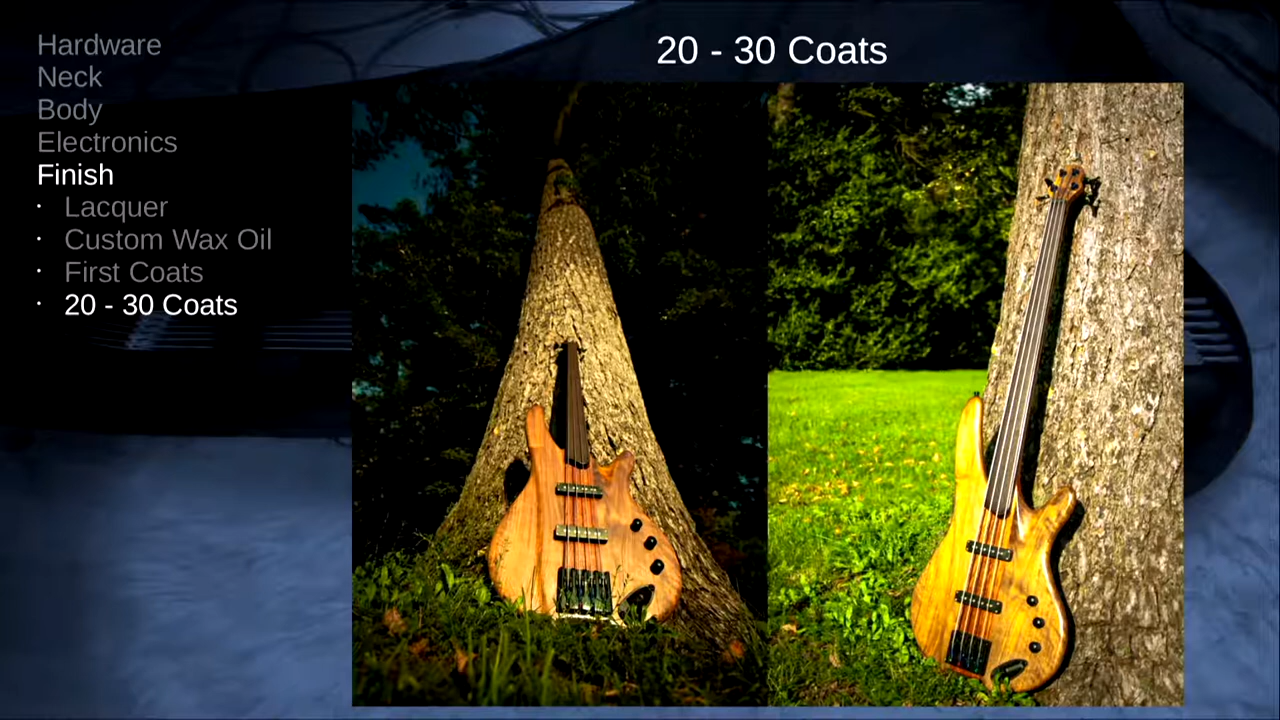 20 - 30 Coats
Hardware
Neck
Body
Electronics
Finish
· Lacquer
· Custom Wax Oil
· First Coats
· 20 - 30 Coats